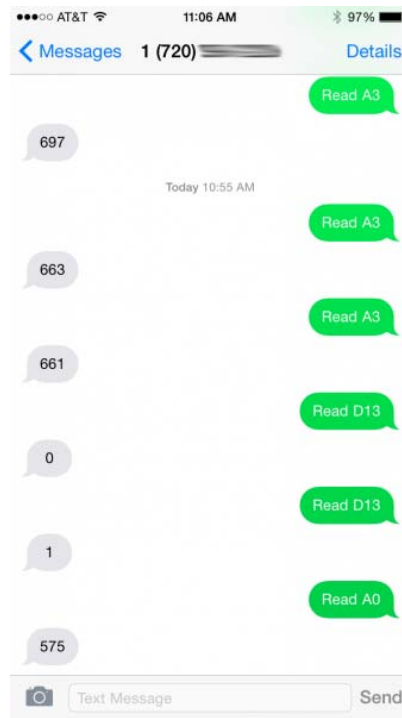 AT&T 11:06 AM 97%
Messages 1 (720) Details
Read A3
697
Today 10:55 AM
Read A3
663
Read A3
661
Read D13
0
Read D13
1
Read A0
575
Text Message Send